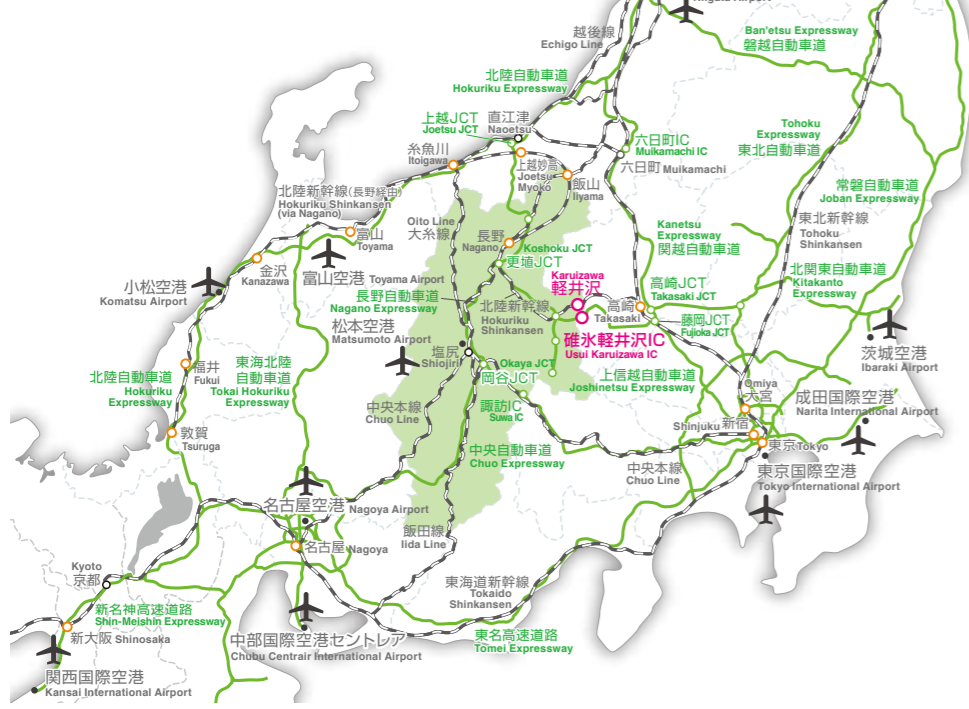 Niigata Airport
越後線
Echigo Line
Ban'etsu Expressway
磐越自動車道
北陸自動車道
Hokuriku Expressway
上越JCT
Joetsu JCT
直江津
Naoetsu
六日町IC
Muikamachi IC
六日町 Muikamachi
Tohoku
Expressway
東北自動車道
糸魚川
Itoigawa
上越妙高
Joetsu
Myoko
飯山
Iiyama
常磐自動車道
Joban Expressway
北陸新幹線(長野経由)
Hokuriku Shinkansen
(via Nagano)
Oito Line
大糸線
長野
Nagano
Koshoku JCT
更埴JCT
Kanetsu
Expressway
関越自動車道
東北新幹線
Tohoku
Shinkansen
富山
Toyama
金沢
Kanazawa
富山空港 Toyama Airport
小松空港
Komatsu Airport
長野自動車道
Nagano Expressway
北陸新幹線
Hokuriku
Shinkansen
Karuizawa
軽井沢
高崎
Takasaki
高崎JCT
Takasaki JCT
北関東自動車道
Kitakanto
Expressway
松本空港
Matsumoto Airport
塩尻
Shiojiri
碓氷軽井沢IC
Usui Karuizawa IC
藤岡JCT
Fujioka JCT
茨城空港
Ibaraki Airport
福井
Fukui
東海北陸
自動車道
Tokai Hokuriku
Expressway
北陸自動車道
Hokuriku
Expressway
Okaya JCT
岡谷JCT
上信越自動車道
Joshinetsu Expressway
Omiya
大宮
成田国際空港
Narita International Airport
中央本線
Chuo Line
諏訪IC
Suwa IC
Shinjuku 新宿
敦賀
Tsuruga
東京 Tokyo
中央自動車道
Chuo Expressway
中央本線
Chuo Line
東京国際空港
Tokyo International Airport
名古屋空港 Nagoya Airport
飯田線
Iida Line
名古屋 Nagoya
Kyoto
京都
東海道新幹線
Tokaido
Shinkansen
新名神高速道路
Shin-Meishin Expressway
新大阪 Shinosaka
中部国際空港セントレア
Chubu Centrair International Airport
東名高速道路
Tomei Expressway
関西国際空港
Kansai International Airport